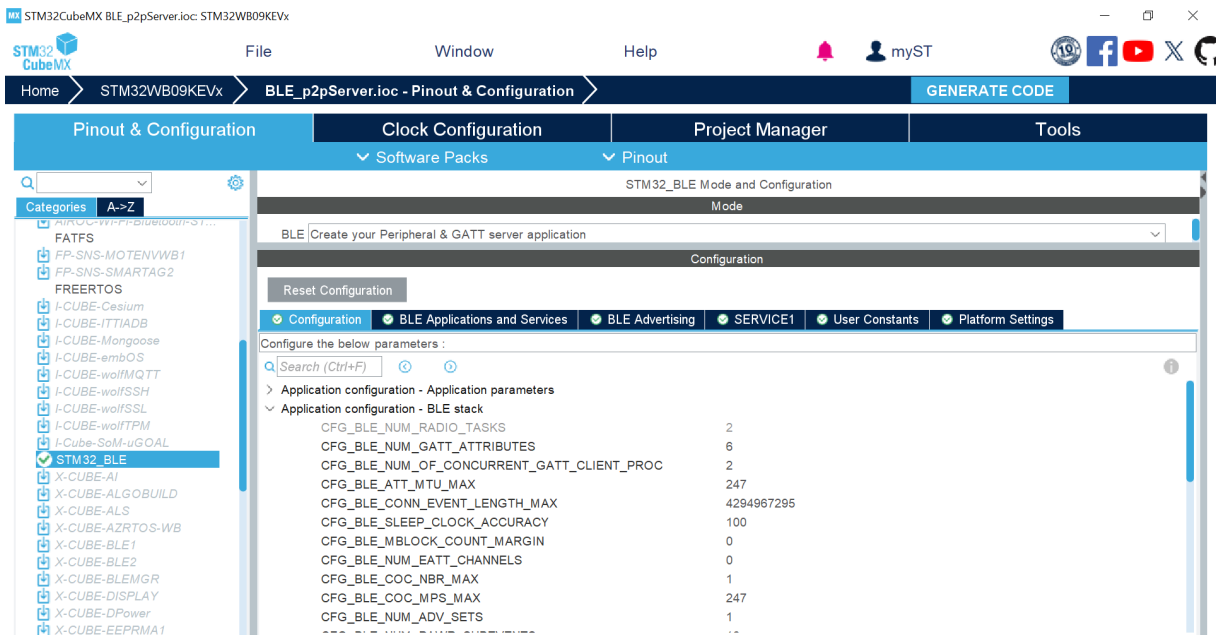 MX STM32CubeMX BLE_p2pServer.ioc: STM32WB09KEVx
STM32 CubeMX File Window Help myST 10
Home STM32WB09KEVx BLE_p2pServer.ioc - Pinout & Configuration GENERATE CODE
Pinout & Configuration Clock Configuration Project Manager Tools
Software Packs Pinout
STM32_BLE Mode and Configuration
Mode
BLE Create your Peripheral & GATT server application
Configuration
Reset Configuration
Configuration BLE Applications and Services BLE Advertising SERVICE1 User Constants Platform Settings
Configure the below parameters :
Search (Ctrl+F)
Application configuration - Application parameters
Application configuration - BLE stack
CFG_BLE_NUM_RADIO_TASKS 2
CFG_BLE_NUM_GATT_ATTRIBUTES 6
CFG_BLE_NUM_OF_CONCURRENT_GATT_CLIENT_PROC 2
CFG_BLE_ATT_MTU_MAX 247
CFG_BLE_CONN_EVENT_LENGTH_MAX 4294967295
CFG_BLE_SLEEP_CLOCK_ACCURACY 100
CFG_BLE_MBLOCK_COUNT_MARGIN 0
CFG_BLE_NUM_EATT_CHANNELS 0
CFG_BLE_COC_NBR_MAX 1
CFG_BLE_COC_MPS_MAX 247
CFG_BLE_NUM_ADV_SETS 1
Categories A->Z
FATFS
FP-SNS-MOTENVWB1
FP-SNS-SMARTAG2
FREERTOS
I-CUBE-Cesium
I-CUBE-ITTIADB
I-CUBE-Mongoose
I-CUBE-embOS
I-CUBE-wolfMQTT
I-CUBE-wolfSSH
I-CUBE-wolfSSL
I-CUBE-wolfTPM
I-Cube-SoM-uGOAL
STM32_BLE
X-CUBE-AI
X-CUBE-ALGOBUILD
X-CUBE-ALS
X-CUBE-AZRTOS-WB
X-CUBE-BLE1
X-CUBE-BLE2
X-CUBE-BLEMGR
X-CUBE-DISPLAY
X-CUBE-DPower
X-CUBE-EEPRMA1